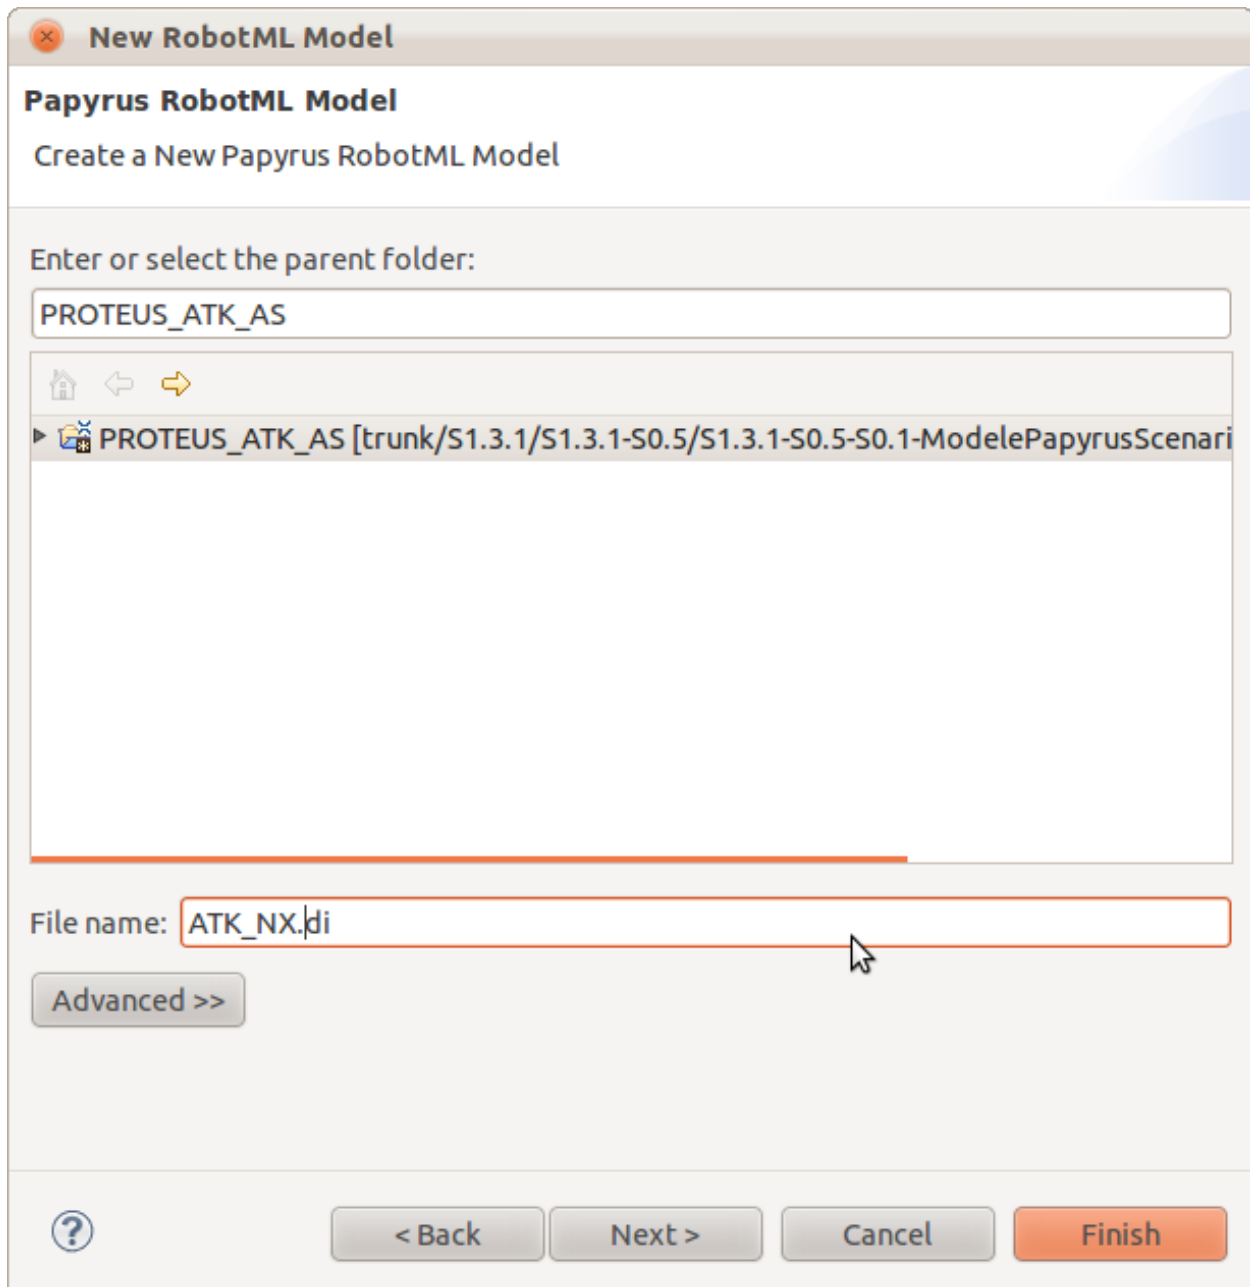 New RobotML Model
Papyrus RobotML Model
Create a New Papyrus RobotML Model
Enter or select the parent folder:
PROTEUS_ATK_AS
PROTEUS_ATK_AS [trunk/S1.3.1/S1.3.1-S0.5/S1.3.1-S0.5-S0.1-ModelePapyrusScenari
File name: ATK_NX.di
Advanced >>
? < Back Next > Cancel Finish